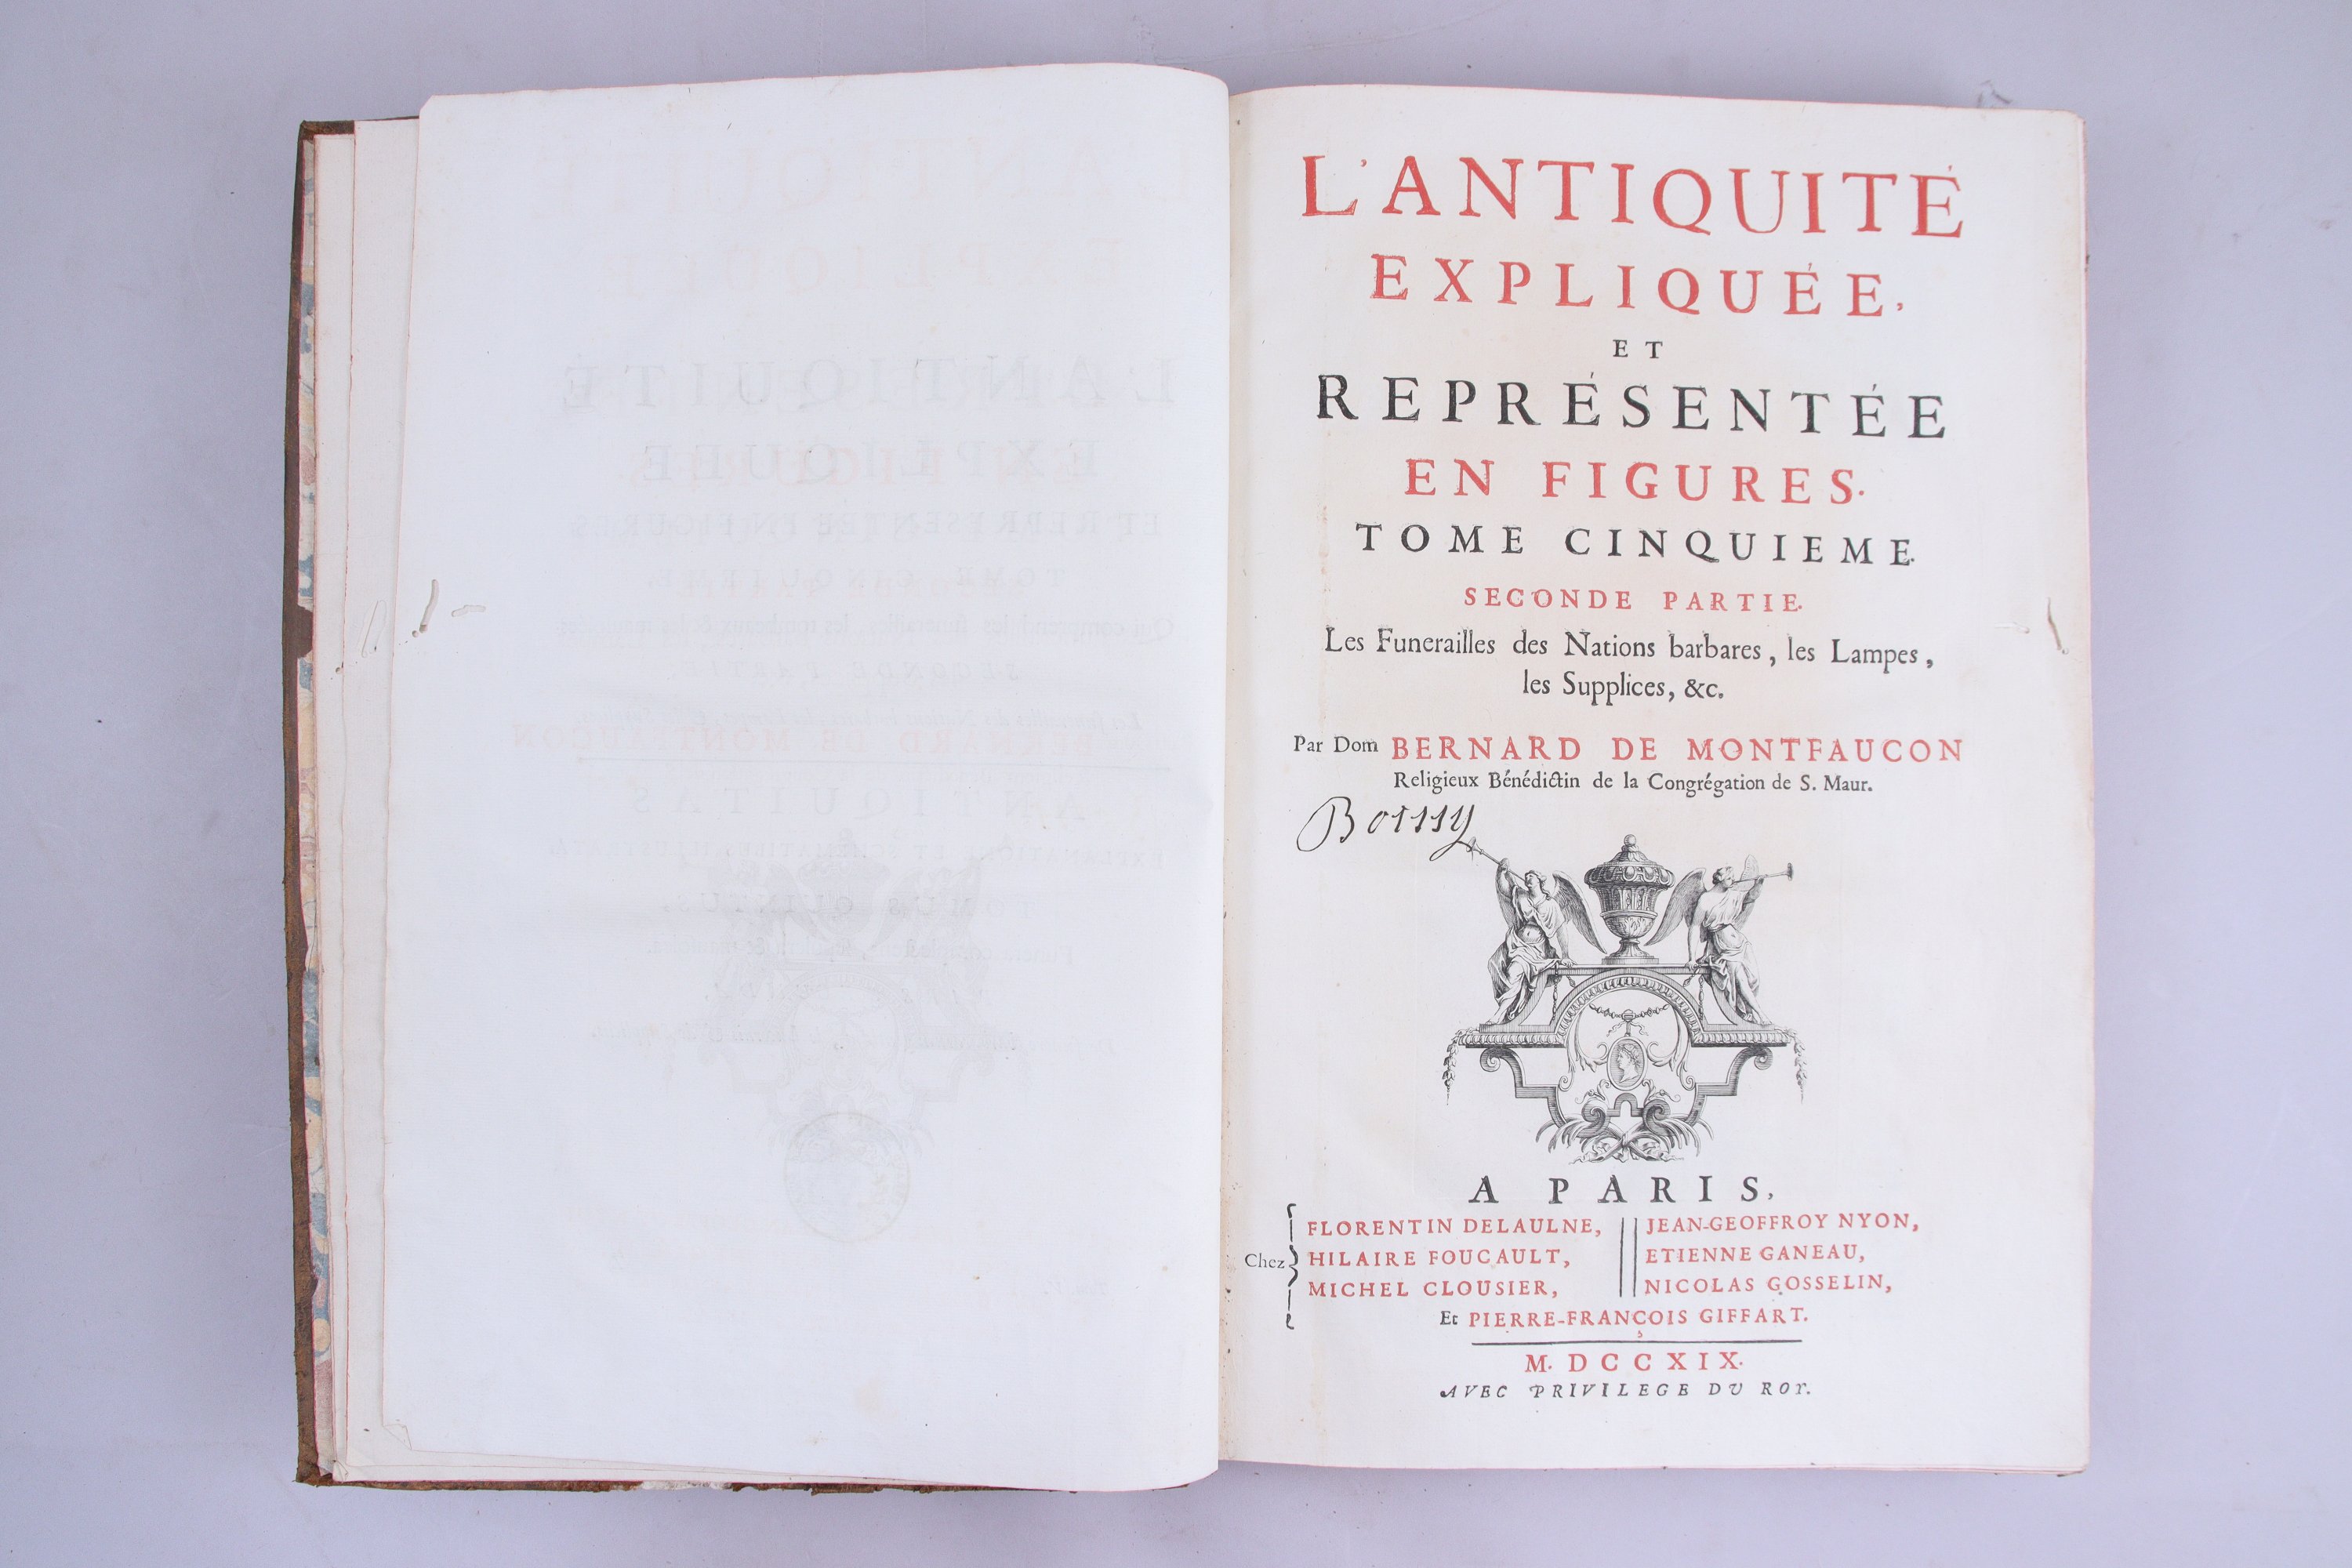 L'ANTIQUITÉ
EXPLIQUÉE,
ET
REPRÉSENTÉE
EN FIGURES.
TOME CINQUIEME.
SECONDE PARTIE.
Les Funerailles des Nations barbares, les Lampes,
les Supplices, &c.
Par Dom BERNARD DE MONTFAUCON
Religieux Bénédictin de la Congrégation de S. Maur.
A PARIS,
Chez
FLORENTIN DELAULNE,
HILAIRE FOUCAULT,
MICHEL CLOUSIER,
JEAN-GEOFFROY NYON,
ETIENNE GANEAU,
NICOLAS GOSSELIN,
Et PIERRE-FRANÇOIS GIFFART.
M. DCCXIX.
AVEC PRIVILEGE DU ROY.